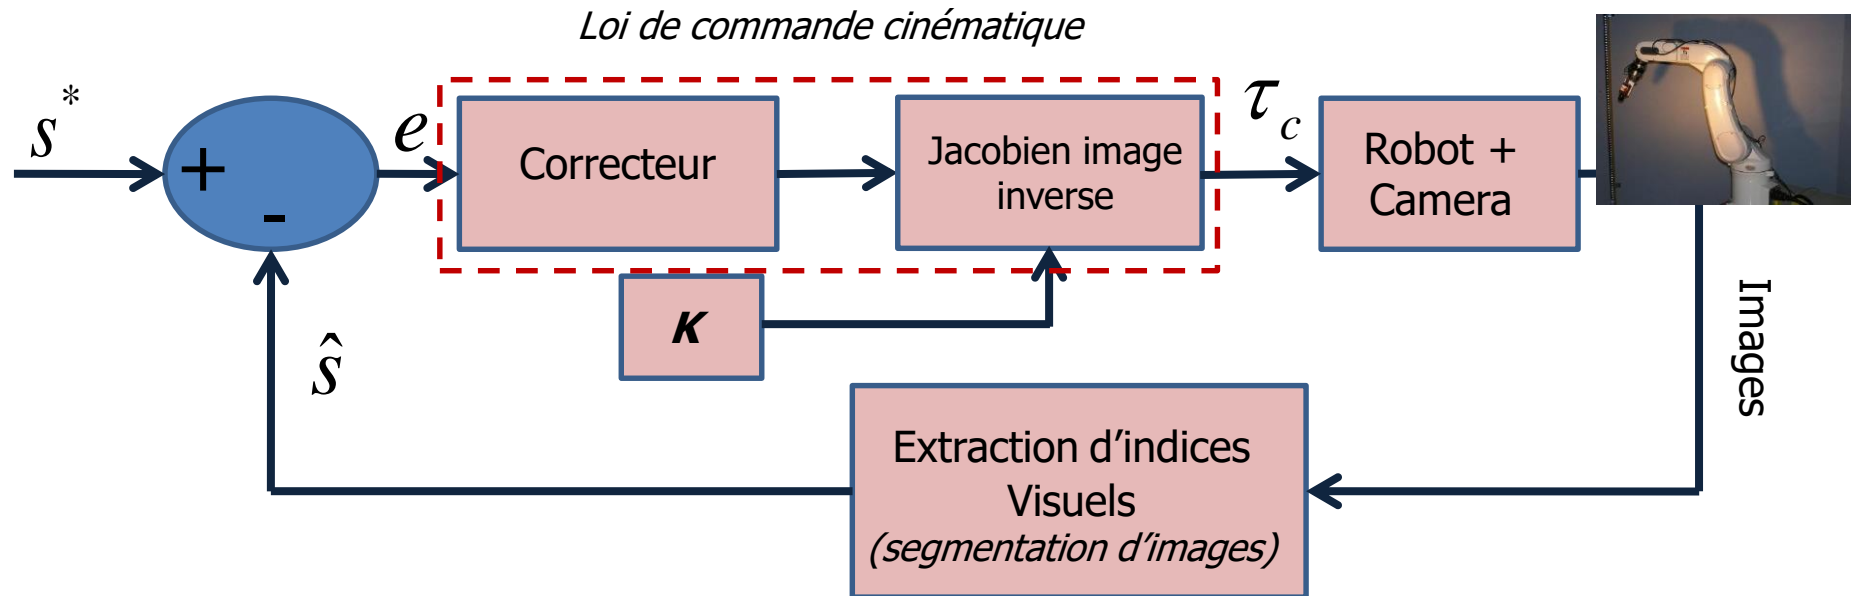 Loi de commande cinématique
s*
+
-
e
Correcteur
Jacobien image
inverse
τc
Robot +
Camera
K
ŝ
Images
Extraction d’indices
Visuels
(segmentation d’images)